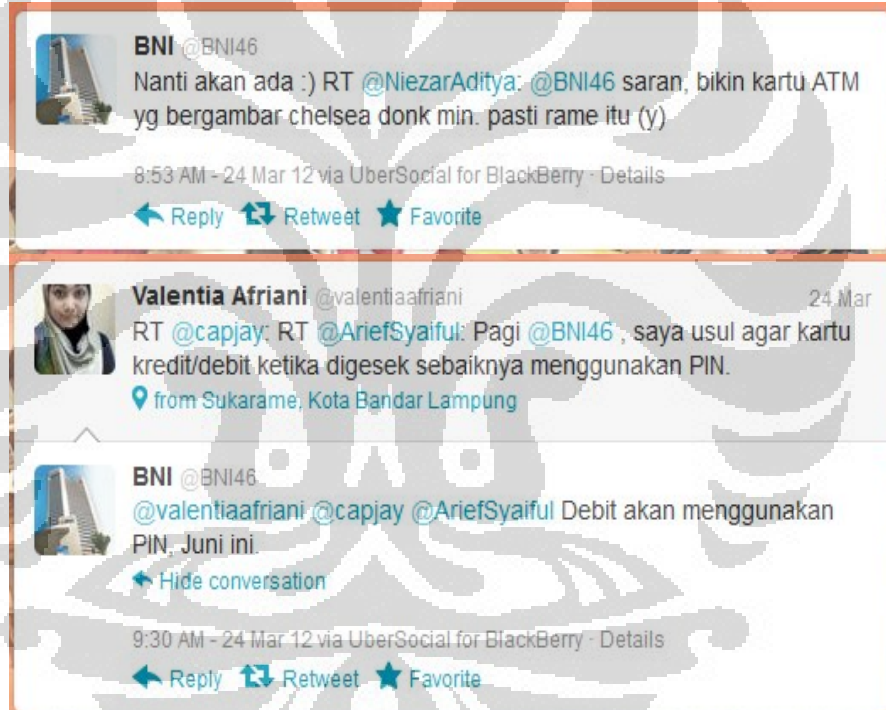 BNI @BNI46
Nanti akan ada :) RT @NiezarAditya: @BNI46 saran, bikin kartu ATM
yg bergambar chelsea donk min. pasti rame itu (y)
8:53 AM - 24 Mar 12 via UberSocial for BlackBerry · Details
Reply Retweet Favorite
Valentia Afriani @valentiaafriani 24 Mar
RT @capjay: RT @AriefSyaiful: Pagi @BNI46 , saya usul agar kartu
kredit/debit ketika digesek sebaiknya menggunakan PIN.
from Sukarame, Kota Bandar Lampung
BNI @BNI46
@valentiaafriani @capjay @AriefSyaiful Debit akan menggunakan
PIN, Juni ini.
Hide conversation
9:30 AM - 24 Mar 12 via UberSocial for BlackBerry · Details
Reply Retweet Favorite